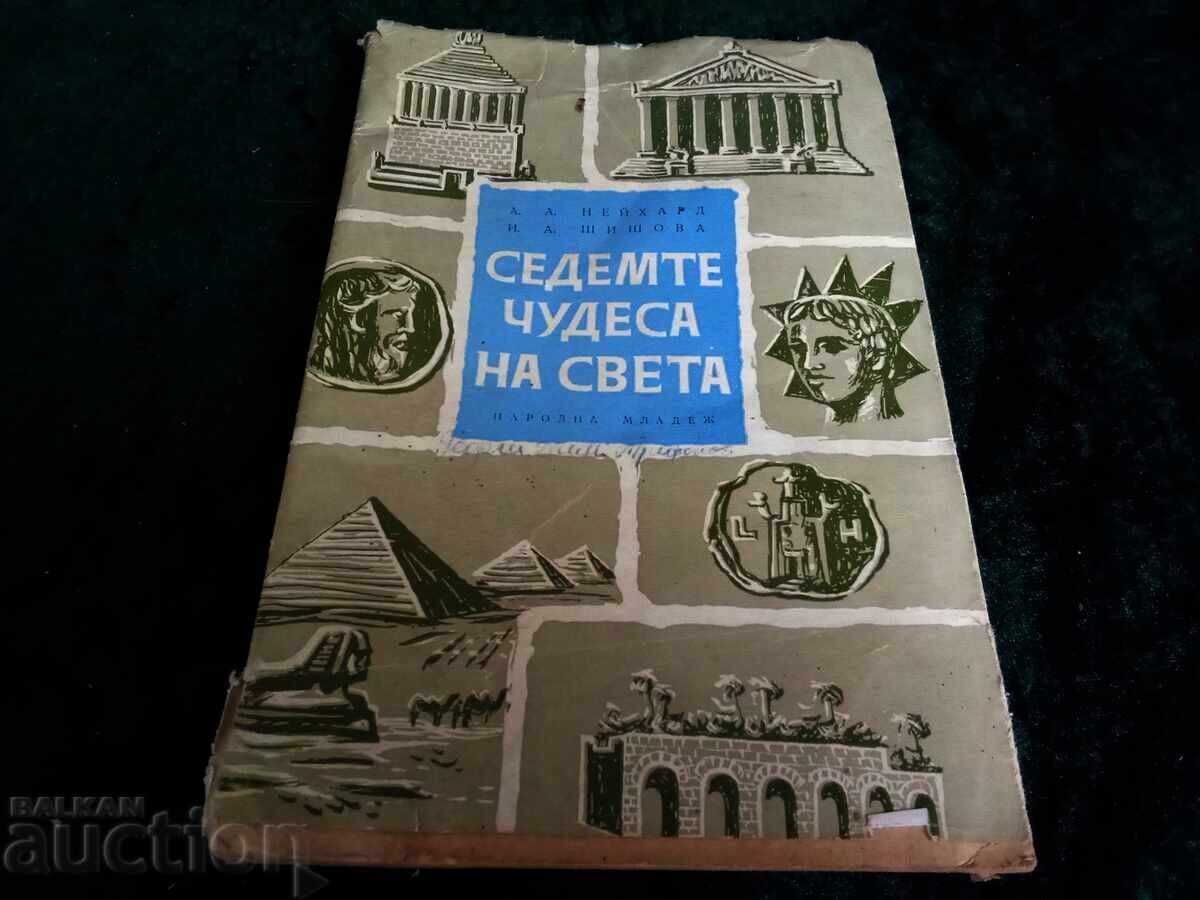 А. А. НЕЙХАРД
И. А. ШИШОВА
СЕДЕМТЕ
ЧУДЕСА
НА СВЕТА
НАРОДНА МЛАДЕЖ
L H
BALKAN
auction